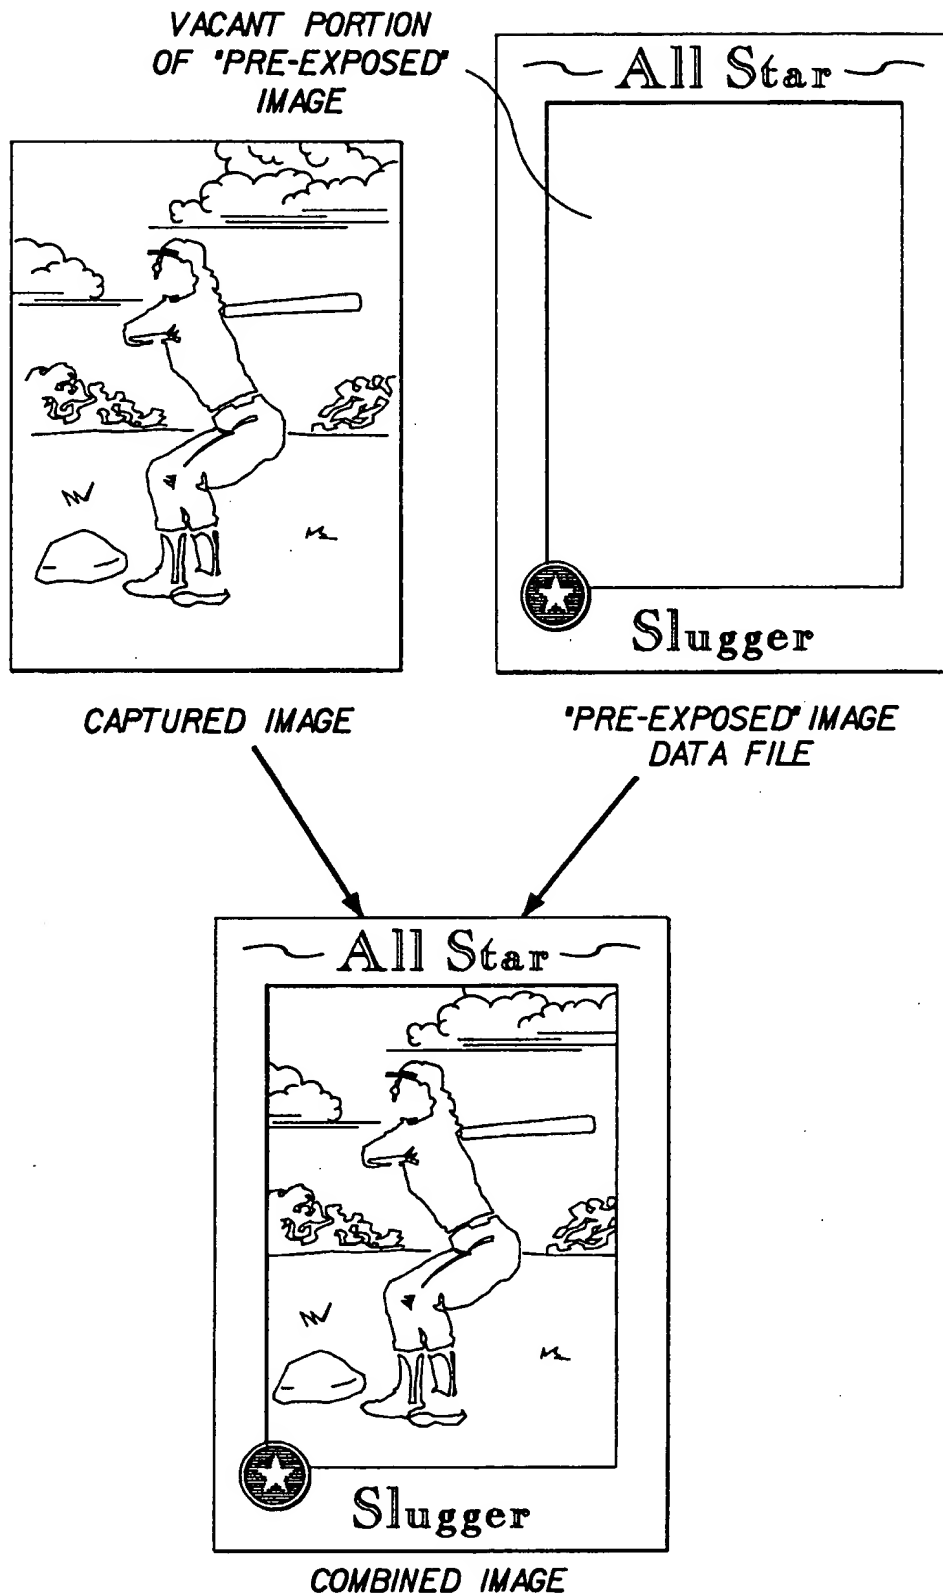 VACANT PORTION
OF "PRE-EXPOSED"
IMAGE
All Star
Slugger
CAPTURED IMAGE
"PRE-EXPOSED" IMAGE
DATA FILE
All Star
Slugger
COMBINED IMAGE